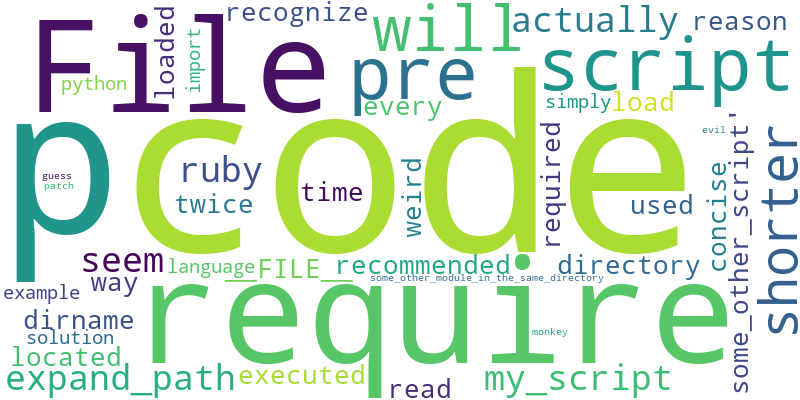 recognize
will
actually
reason
File
loaded
import
python
pre
script
every
simply
load
p
code
evil
ruby
guess
patch
time
twice
weird
required
used
concise
some_other_script'
shorter
seem
language
__FILE__
recommended
directory
way
some_other_module_in_the_same_directory
example
require
dirname
solution
monkey
located
expand_path
executed
read
my_script